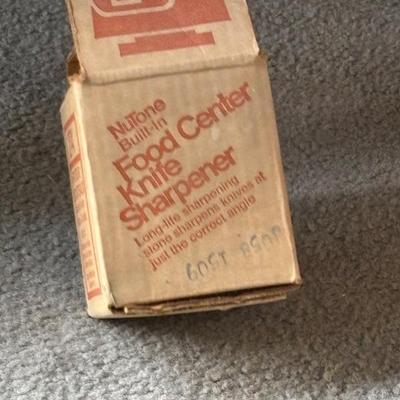 NuTone
Built-in
Food Center
Knife
Sharpener
Long-life sharpening
stone sharpens knives at
just the correct angle